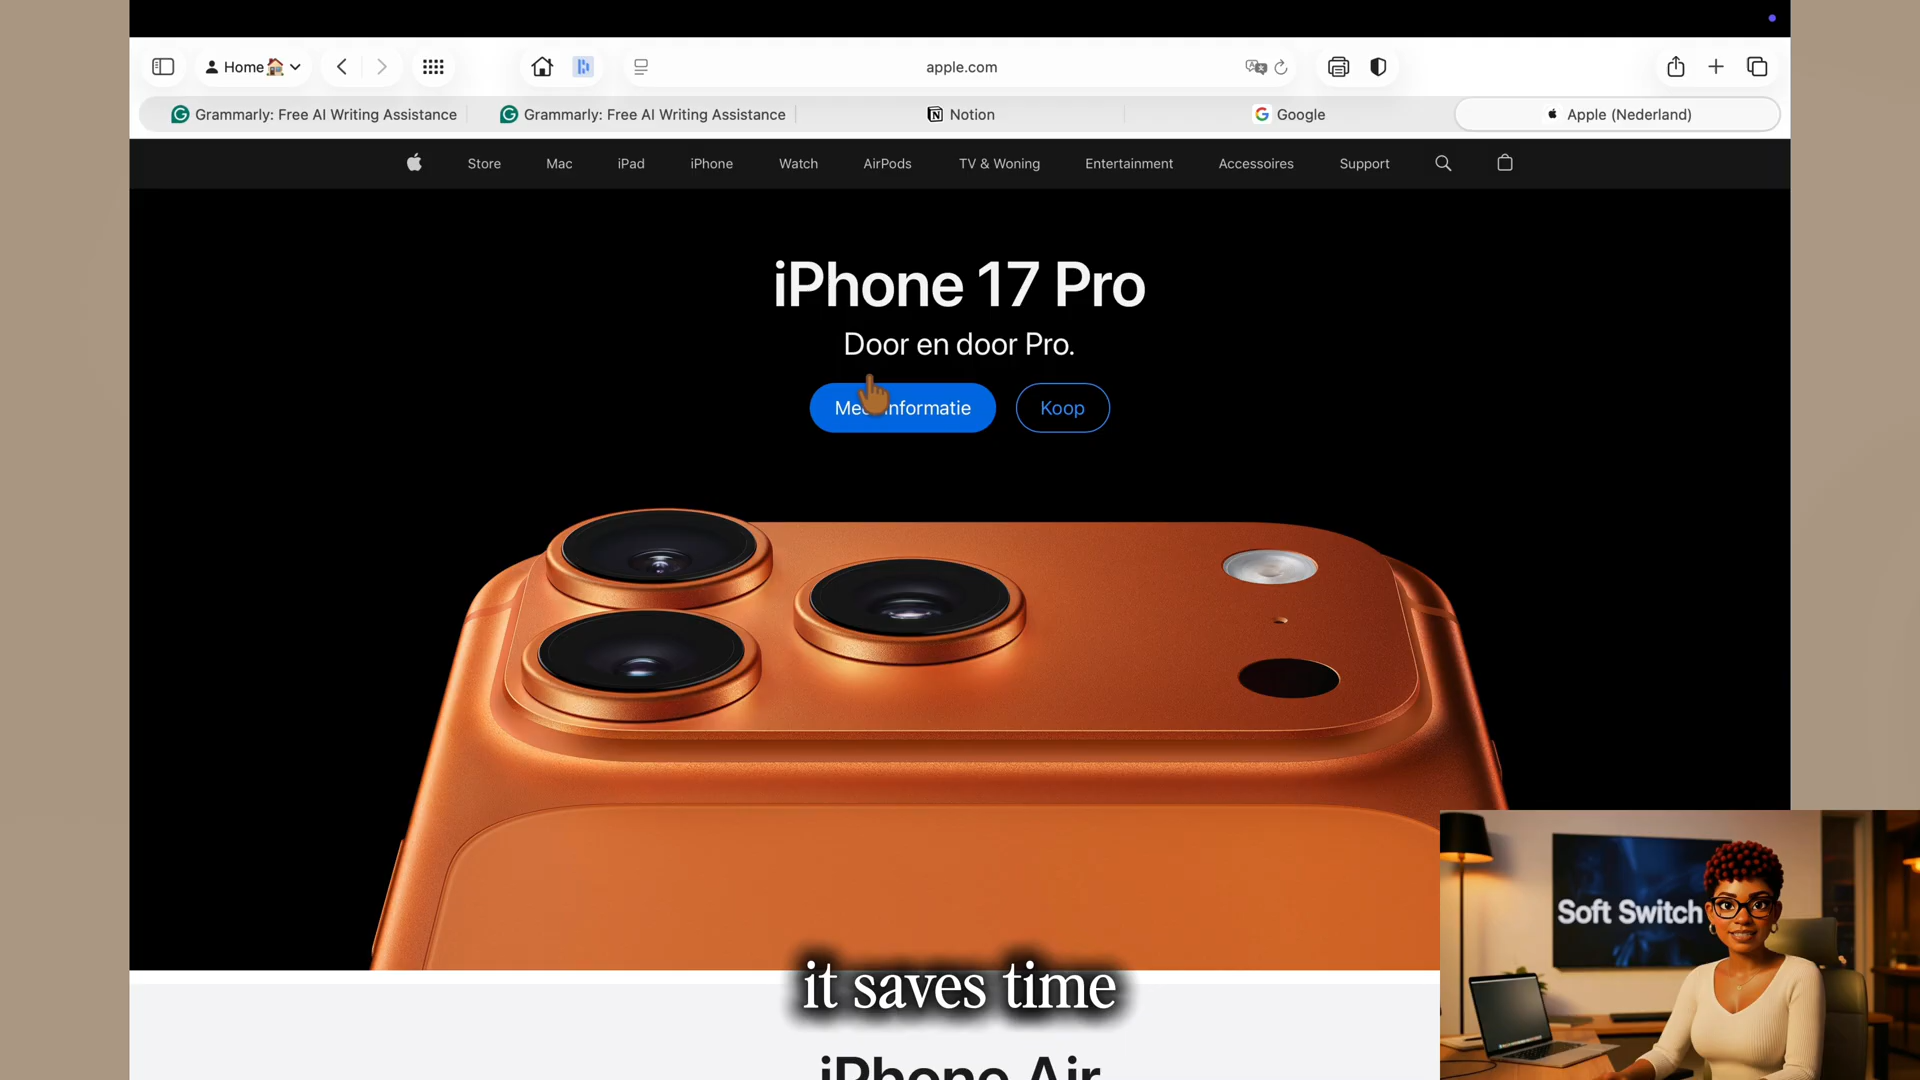 Home
apple.com
Grammarly: Free AI Writing Assistance
Grammarly: Free AI Writing Assistance
Notion
Google
Apple (Nederland)
Store
Mac
iPad
iPhone
Watch
AirPods
TV & Woning
Entertainment
Accessoires
Support
iPhone 17 Pro
Door en door Pro.
informatie
Koop
Soft Switch
it saves time
iPhone Air